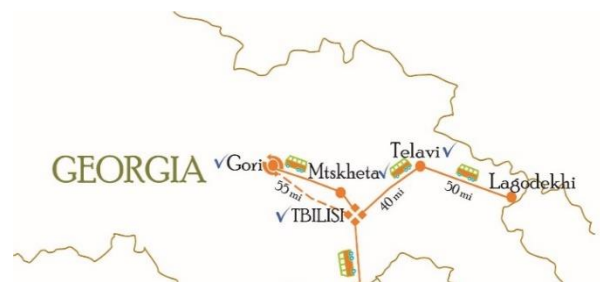 GEORGIA
Gori
55 mi
Mtskheta
Telavi
Lagodekhi
50 mi
40 mi
TBILISI